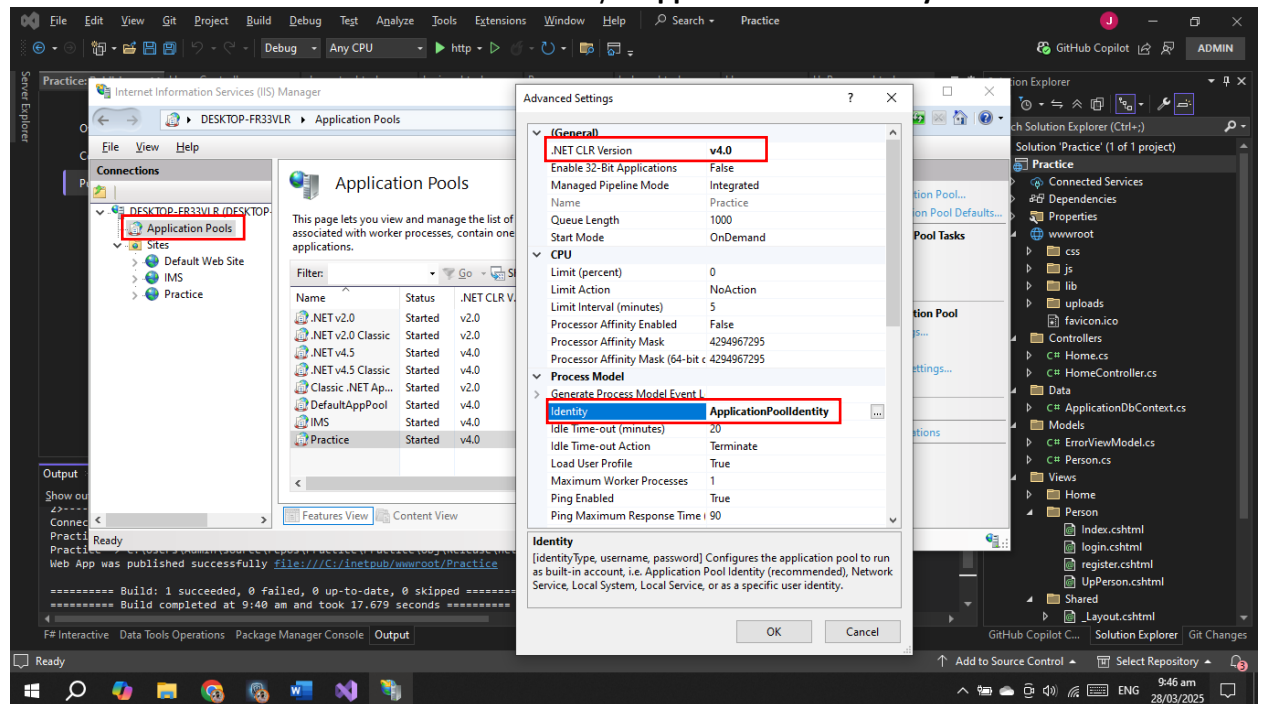 File Edit View Git Project Build Debug Test Analyze Tools Extensions Window Help Search Practice J
Debug Any CPU http GitHub Copilot ADMIN
Server Explorer
Practice:
Internet Information Services (IIS) Manager
DESKTOP-FR33VLR Application Pools
File View Help
Connections
DESKTOP-FR33VLR (DESKTOP-
Application Pools
Sites
Default Web Site
IMS
Practice
Application Pools
This page lets you view and manage the list of
associated with worker processes, contain one
applications.
Filter: Go
Name Status .NET CLR V
.NET v2.0 Started v2.0
.NET v2.0 Classic Started v2.0
.NET v4.5 Started v4.0
.NET v4.5 Classic Started v4.0
Classic .NET Ap... Started v2.0
DefaultAppPool Started v4.0
IMS Started v4.0
Practice Started v4.0
Features View Content View
Ready
Advanced Settings ? X
(General)
.NET CLR Version v4.0
Enable 32-Bit Applications False
Managed Pipeline Mode Integrated
Name Practice
Queue Length 1000
Start Mode OnDemand
CPU
Limit (percent) 0
Limit Action NoAction
Limit Interval (minutes) 5
Processor Affinity Enabled False
Processor Affinity Mask 4294967295
Processor Affinity Mask (64-bit c 4294967295
Process Model
Generate Process Model Event L
Identity ApplicationPoolIdentity ...
Idle Time-out (minutes) 20
Idle Time-out Action Terminate
Load User Profile True
Maximum Worker Processes 1
Ping Enabled True
Ping Maximum Response Time ( 90
Identity
[identityType, username, password] Configures the application pool to run
as built-in account, i.e. Application Pool Identity (recommended), Network
Service, Local System, Local Service, or as a specific user identity.
OK Cancel
tion Pool...
ion Pool Defaults...
Pool Tasks
tion Pool
ettings...
ations
tion Explorer
ch Solution Explorer (Ctrl+;)
Solution 'Practice' (1 of 1 project)
Practice
Connected Services
Dependencies
Properties
wwwroot
css
js
lib
uploads
favicon.ico
Controllers
C# Home.cs
C# HomeController.cs
Data
C# ApplicationDbContext.cs
Models
C# ErrorViewModel.cs
C# Person.cs
Views
Home
Person
Index.cshtml
login.cshtml
register.cshtml
UpPerson.cshtml
Shared
_Layout.cshtml
GitHub Copilot C... Solution Explorer Git Changes
Output
Show ou
2>----
Connec
Practi
Web App was published successfully file:///C:/inetpub/wwwroot/Practice
========== Build: 1 succeeded, 0 failed, 0 up-to-date, 0 skipped =======
========== Build completed at 9:40 am and took 17.679 seconds ==========
F# Interactive Data Tools Operations Package Manager Console Output
Ready Add to Source Control Select Repository 3
ENG 9:46 am
28/03/2025